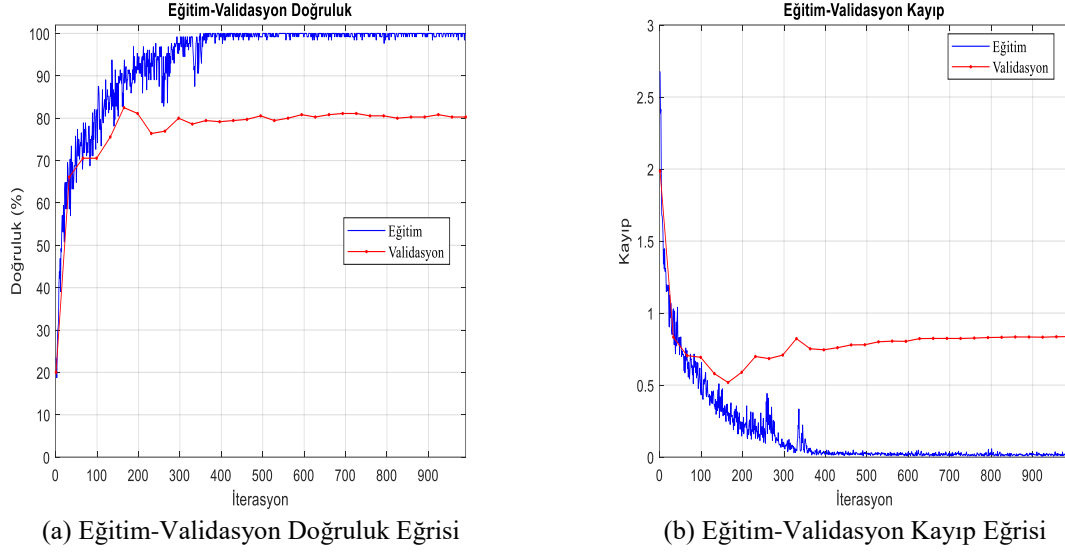 Eğitim-Validasyon Doğruluk
100
90
80
70
60
50
40
30
20
10
0
Doğruluk (%)
Eğitim
Validasyon
0 100 200 300 400 500 600 700 800 900
İterasyon
(a) Eğitim-Validasyon Doğruluk Eğrisi
Eğitim-Validasyon Kayıp
3
2.5
2
1.5
1
0.5
0
Kayıp
Eğitim
Validasyon
0 100 200 300 400 500 600 700 800 900
İterasyon
(b) Eğitim-Validasyon Kayıp Eğrisi